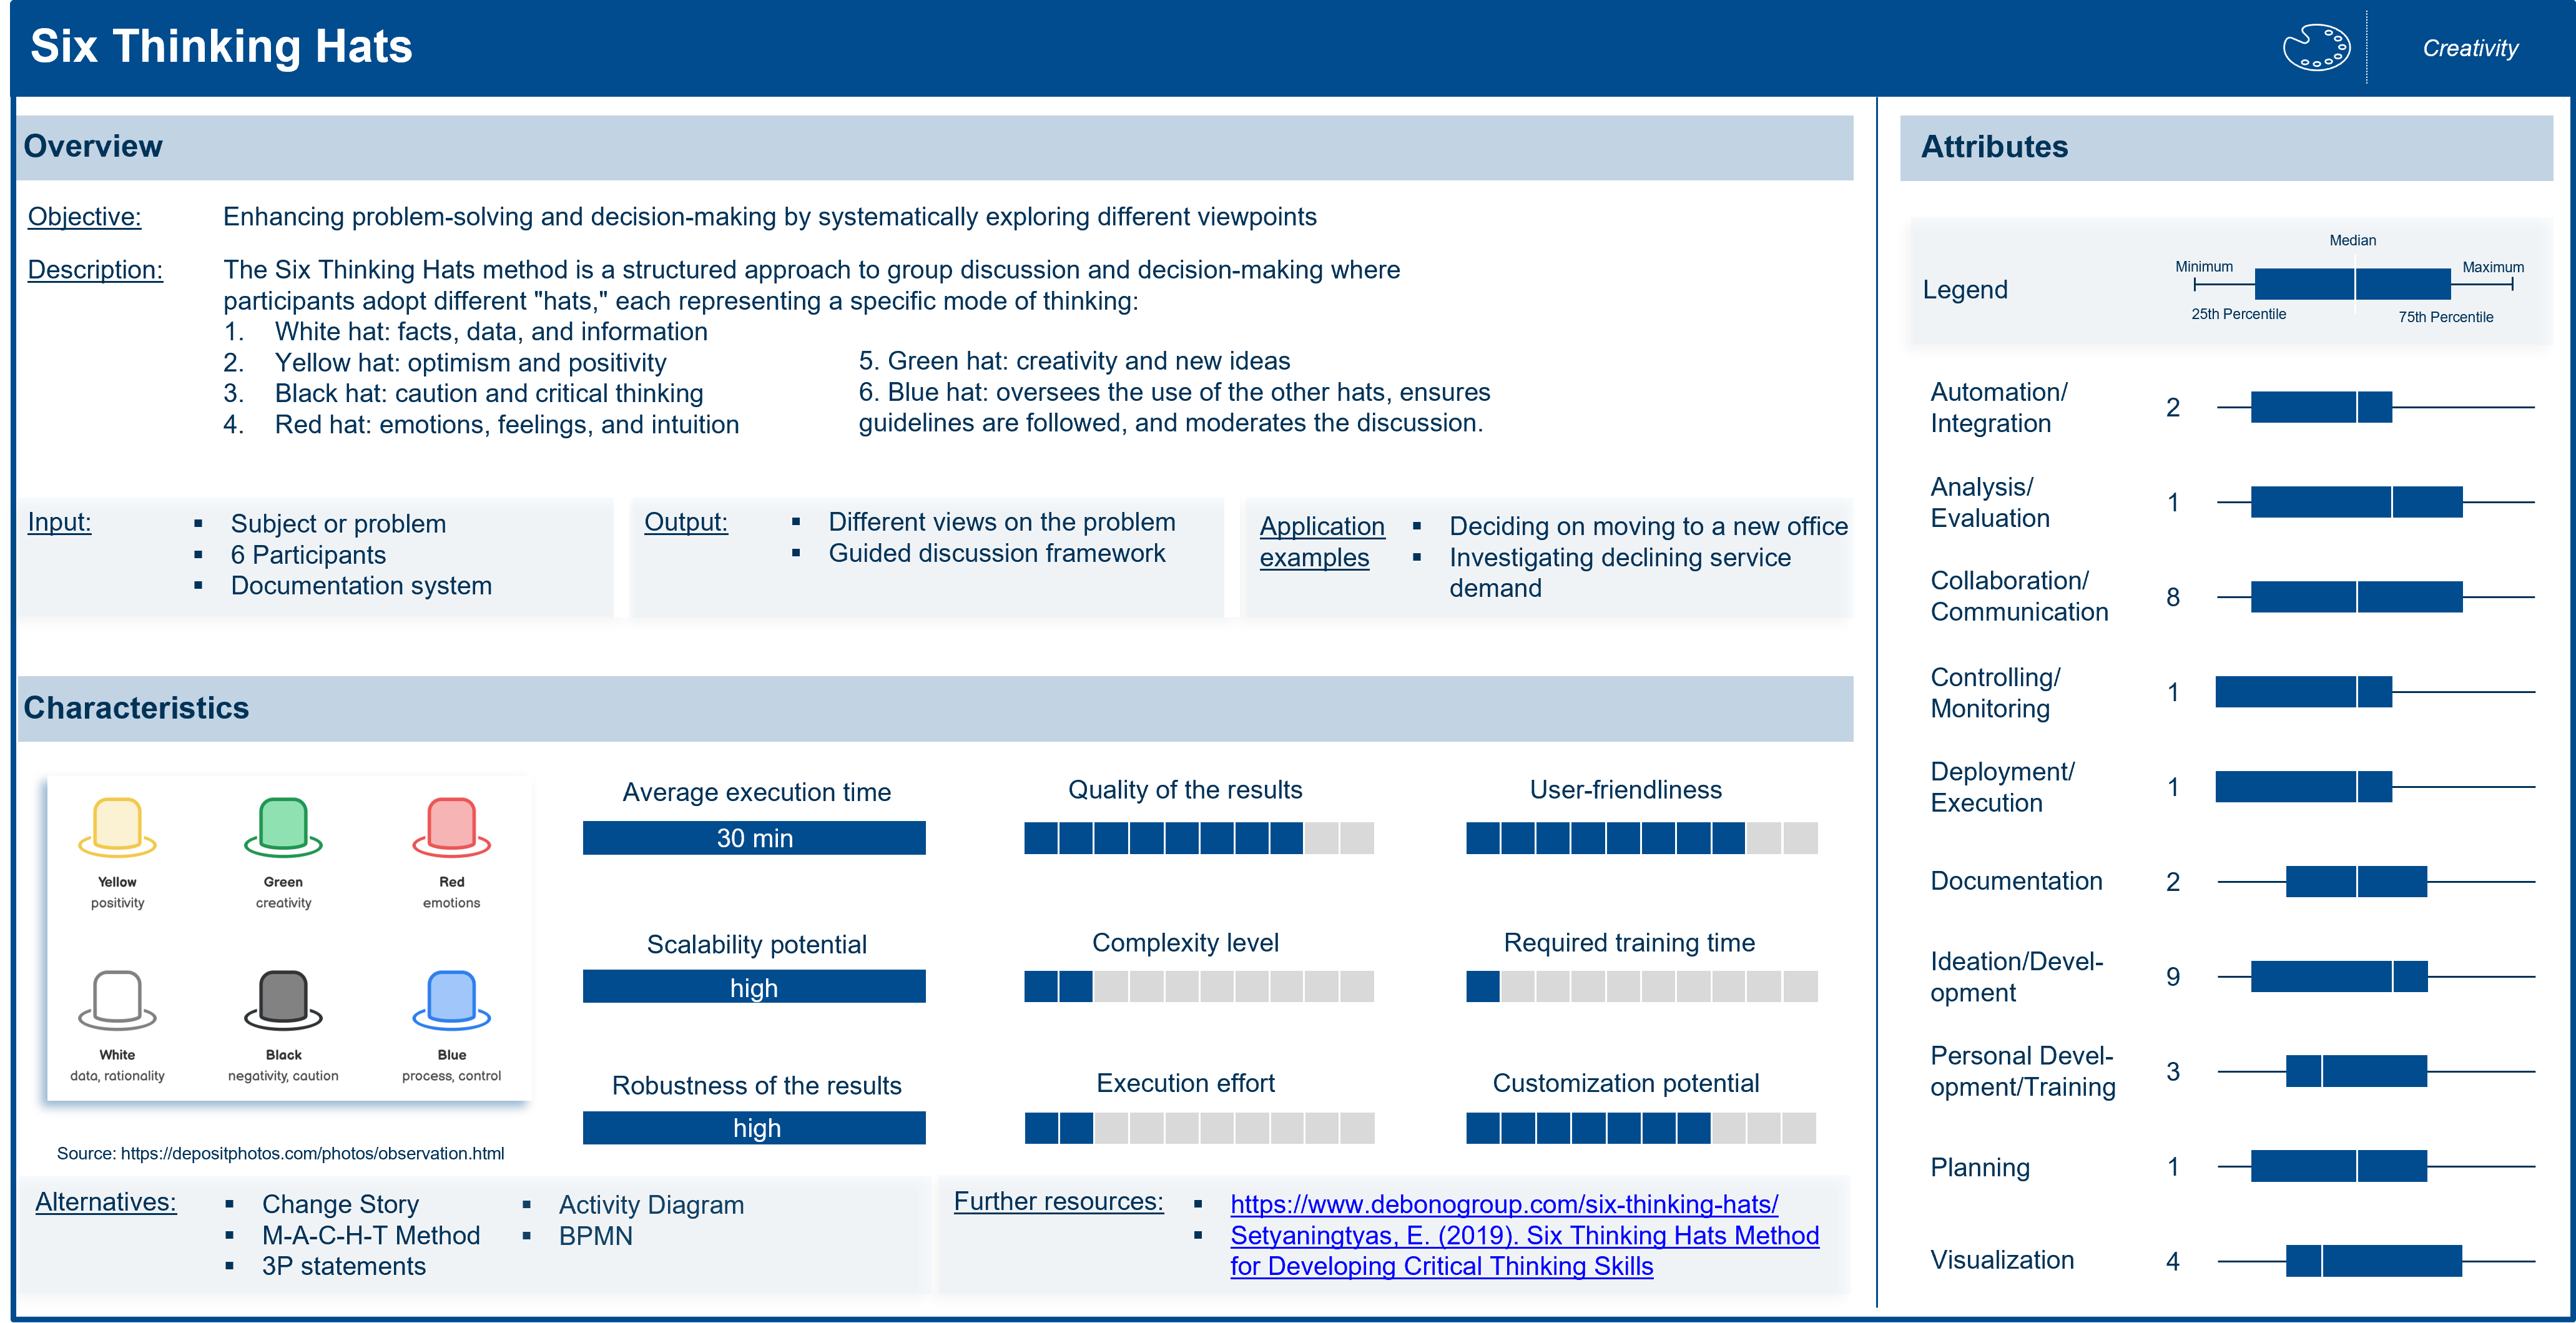 Six Thinking Hats
Creativity
Overview
Objective:
Enhancing problem-solving and decision-making by systematically exploring different viewpoints
Description:
The Six Thinking Hats method is a structured approach to group discussion and decision-making where
participants adopt different "hats," each representing a specific mode of thinking:
1. White hat: facts, data, and information
2. Yellow hat: optimism and positivity
3. Black hat: caution and critical thinking
4. Red hat: emotions, feelings, and intuition
5. Green hat: creativity and new ideas
6. Blue hat: oversees the use of the other hats, ensures
guidelines are followed, and moderates the discussion.
Input:
▪ Subject or problem
▪ 6 Participants
▪ Documentation system
Output:
▪ Different views on the problem
▪ Guided discussion framework
Application
examples
▪ Deciding on moving to a new office
▪ Investigating declining service
demand
Characteristics
Yellow
positivity
Green
creativity
Red
emotions
White
data, rationality
Black
negativity, caution
Blue
process, control
Source: https://depositphotos.com/photos/observation.html
Average execution time
30 min
Quality of the results
User-friendliness
Scalability potential
high
Complexity level
Required training time
Robustness of the results
high
Execution effort
Customization potential
Alternatives:
▪ Change Story
▪ M-A-C-H-T Method
▪ 3P statements
▪ Activity Diagram
▪ BPMN
Further resources:
▪ https://www.debonogroup.com/six-thinking-hats/
▪ Setyaningtyas, E. (2019). Six Thinking Hats Method
for Developing Critical Thinking Skills
Attributes
Legend
Median
Minimum
Maximum
25th Percentile
75th Percentile
Automation/
Integration
2
Analysis/
Evaluation
1
Collaboration/
Communication
8
Controlling/
Monitoring
1
Deployment/
Execution
1
Documentation
2
Ideation/Devel-
opment
9
Personal Devel-
opment/Training
3
Planning
1
Visualization
4